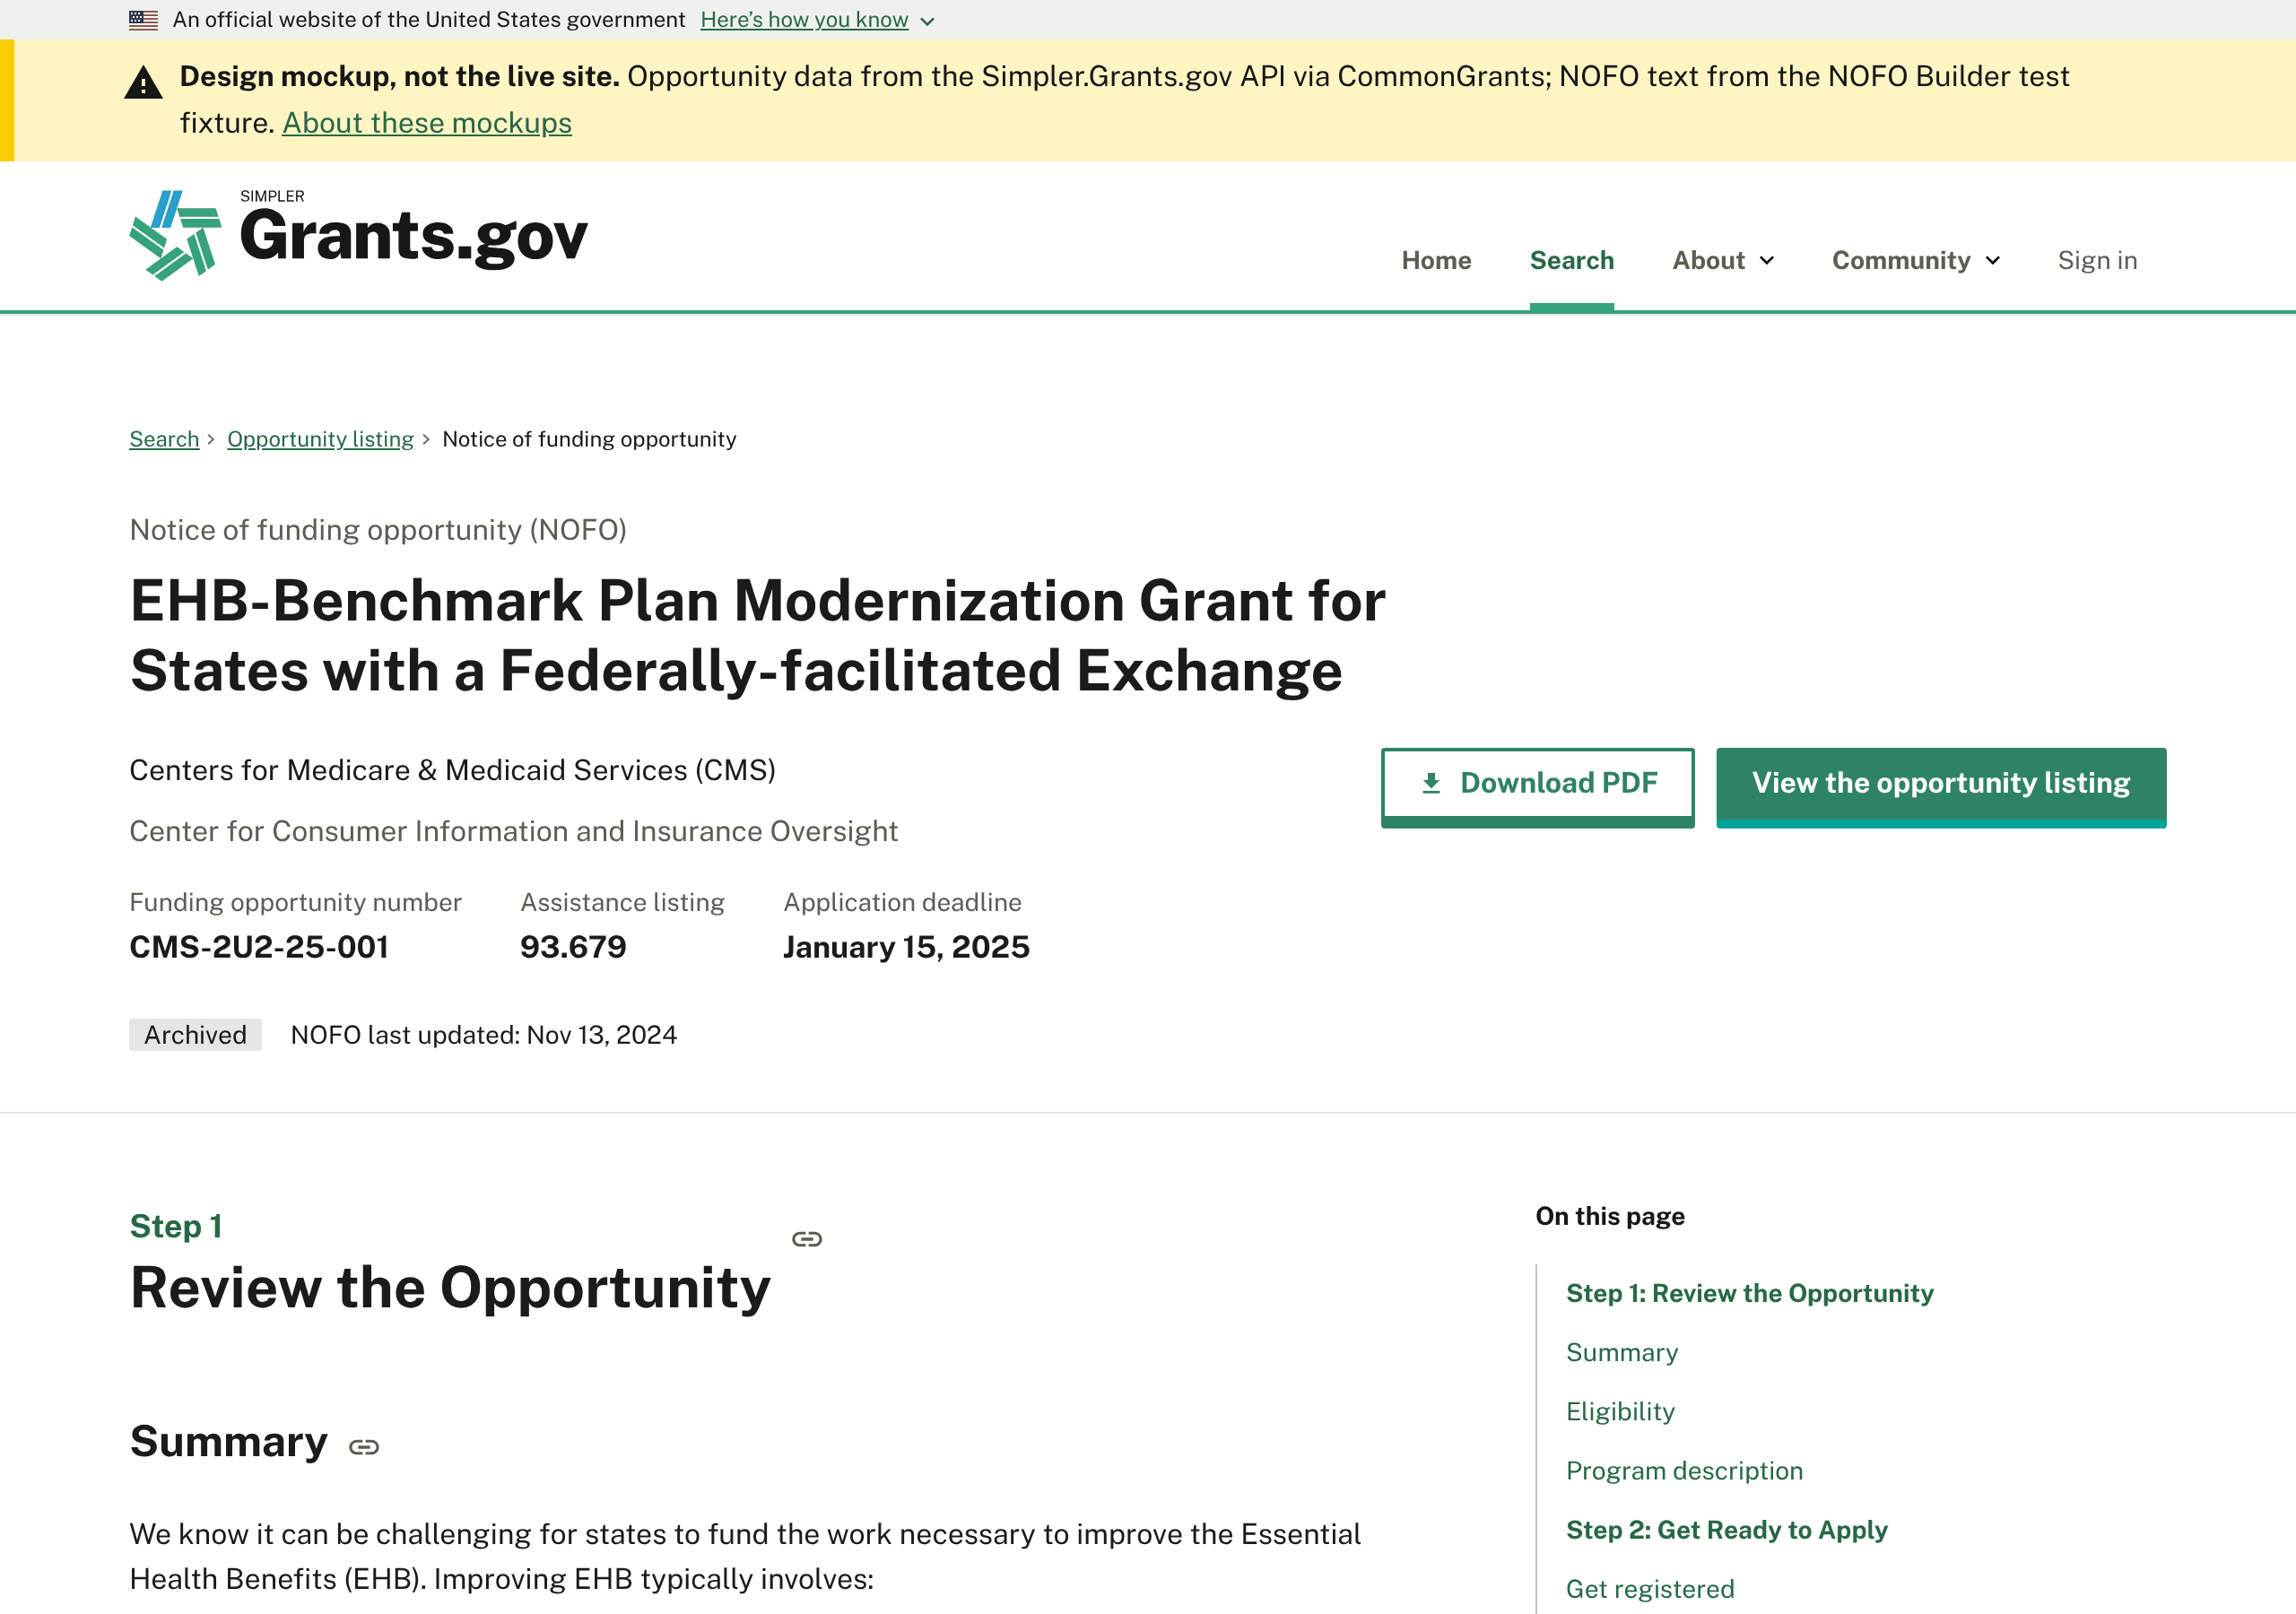 An official website of the United States government Here’s how you know
Design mockup, not the live site. Opportunity data from the Simpler.Grants.gov API via CommonGrants; NOFO text from the NOFO Builder test
fixture. About these mockups
SIMPLER
Grants.gov
Home Search About Community Sign in
Search Opportunity listing Notice of funding opportunity
Notice of funding opportunity (NOFO)
EHB-Benchmark Plan Modernization Grant for
States with a Federally-facilitated Exchange
Centers for Medicare & Medicaid Services (CMS)
Center for Consumer Information and Insurance Oversight
Download PDF
View the opportunity listing
Funding opportunity number
CMS-2U2-25-001
Assistance listing
93.679
Application deadline
January 15, 2025
Archived
NOFO last updated: Nov 13, 2024
Step 1
Review the Opportunity
Summary
We know it can be challenging for states to fund the work necessary to improve the Essential
Health Benefits (EHB). Improving EHB typically involves:
On this page
Step 1: Review the Opportunity
Summary
Eligibility
Program description
Step 2: Get Ready to Apply
Get registered